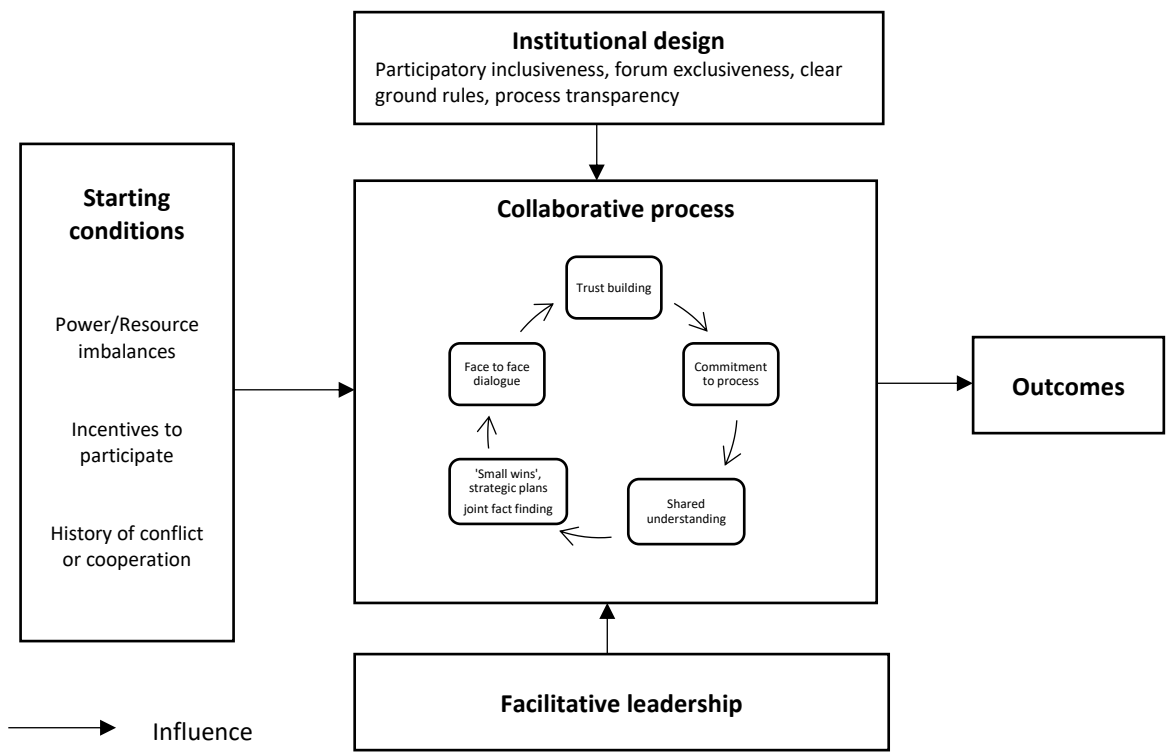 Institutional design
Participatory inclusiveness, forum exclusiveness, clear
ground rules, process transparency
Starting
conditions
Power/Resource
imbalances
Incentives to
participate
History of conflict
or cooperation
Collaborative process
Trust building
Face to face
dialogue
Commitment
to process
'Small wins',
strategic plans
joint fact finding
Shared
understanding
Outcomes
Facilitative leadership
Influence